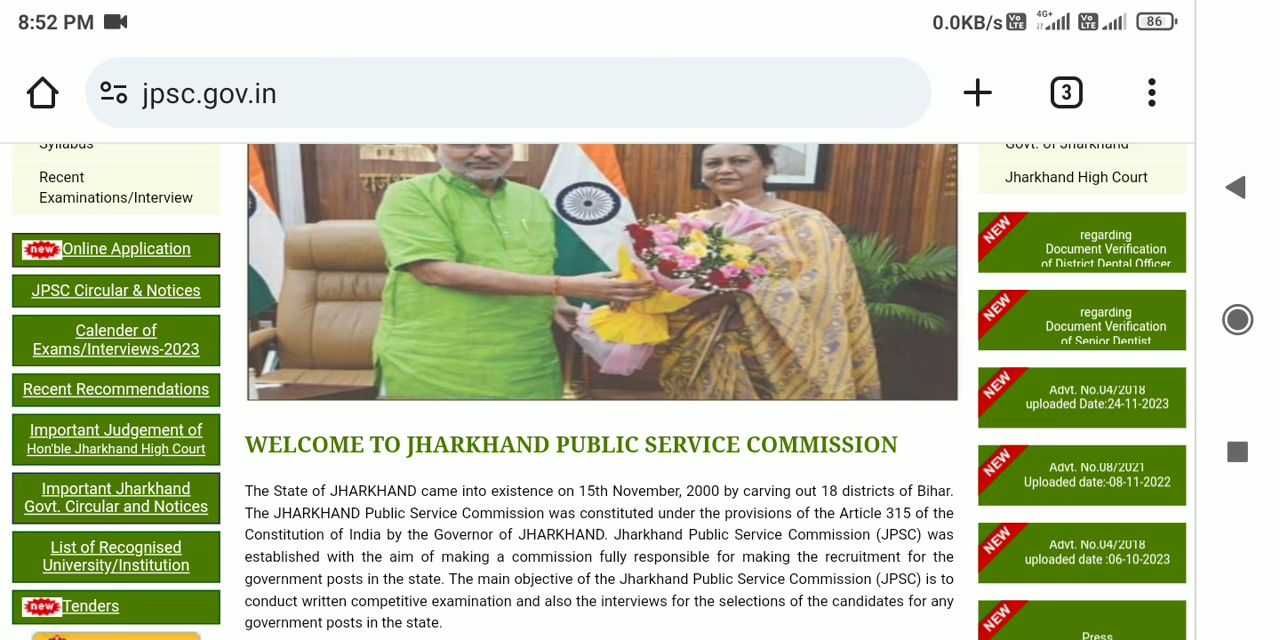 8:52 PM
0.0KB/s Vo LTE 4G+ Vo LTE 86
jpsc.gov.in
3
Syllabus
Recent
Examinations/Interview
new Online Application
JPSC Circular & Notices
Calender of
Exams/Interviews-2023
Recent Recommendations
Important Judgement of
Hon'ble Jharkhand High Court
Important Jharkhand
Govt. Circular and Notices
List of Recognised
University/Institution
new Tenders
WELCOME TO JHARKHAND PUBLIC SERVICE COMMISSION
The State of JHARKHAND came into existence on 15th November, 2000 by carving out 18 districts of Bihar.
The JHARKHAND Public Service Commission was constituted under the provisions of the Article 315 of the
Constitution of India by the Governor of JHARKHAND. Jharkhand Public Service Commission (JPSC) was
established with the aim of making a commission fully responsible for making the recruitment for the
government posts in the state. The main objective of the Jharkhand Public Service Commission (JPSC) is to
conduct written competitive examination and also the interviews for the selections of the candidates for any
government posts in the state.
Govt. of Jharkhand
Jharkhand High Court
NEW
regarding
Document Verification
of District Dental Officer
NEW
regarding
Document Verification
of Senior Dentist
NEW
Advt. No.04/2018
uploaded Date:24-11-2023
NEW
Advt. No.08/2021
Uploaded date:-08-11-2022
NEW
Advt. No.04/2018
uploaded date :06-10-2023
NEW
Press